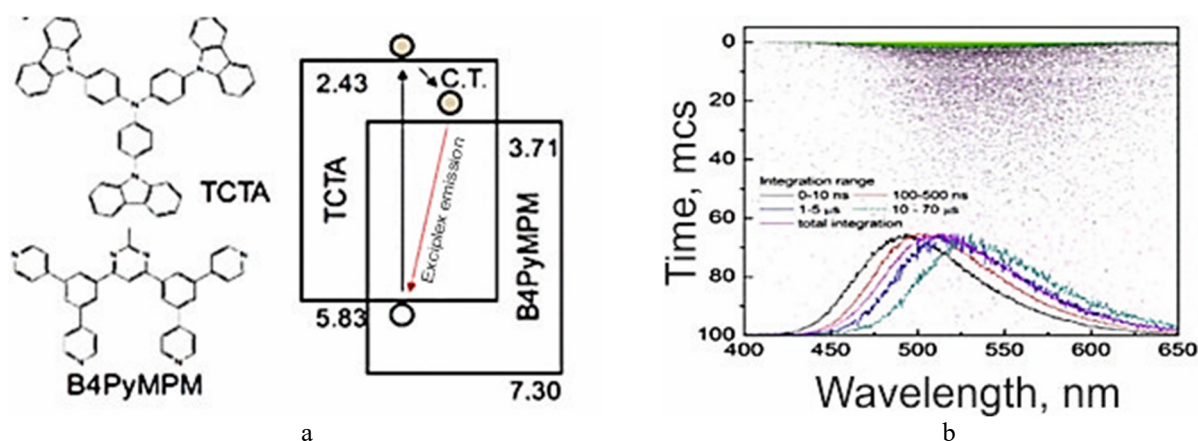 TCTA
B4PyMPM
2.43
C.T.
TCTA
3.71
Exciplex emission
B4PyMPM
5.83
7.30
a
Time, mcs
0
20
40
60
80
100
Integration range
0-10 ns
100-500 ns
1-5 µs
10 - 70 µs
total integration
400
450
500
550
600
650
Wavelength, nm
b